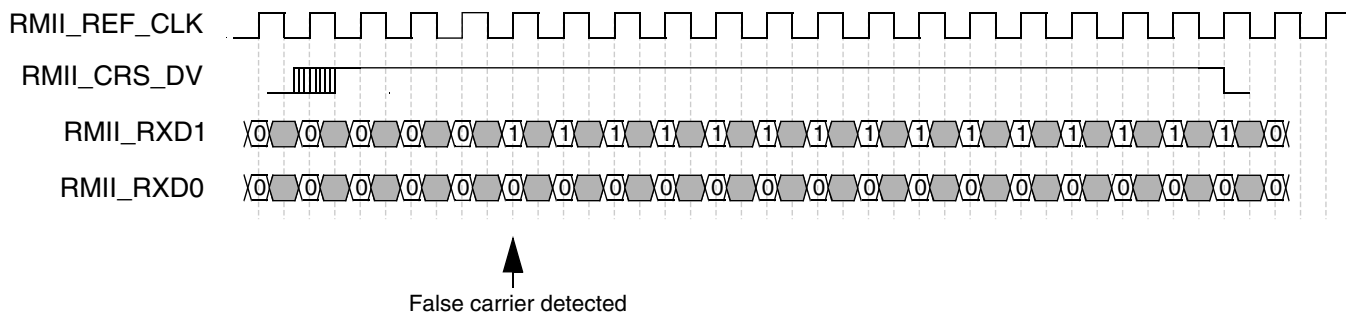 RMII_REF_CLK
RMII_CRS_DV
RMII_RXD1 0 0 0 0 0 1 1 1 1 1 1 1 1 1 1 1 1 1 1 1 0
RMII_RXD0 0 0 0 0 0 0 0 0 0 0 0 0 0 0 0 0 0 0 0 0 0
False carrier detected